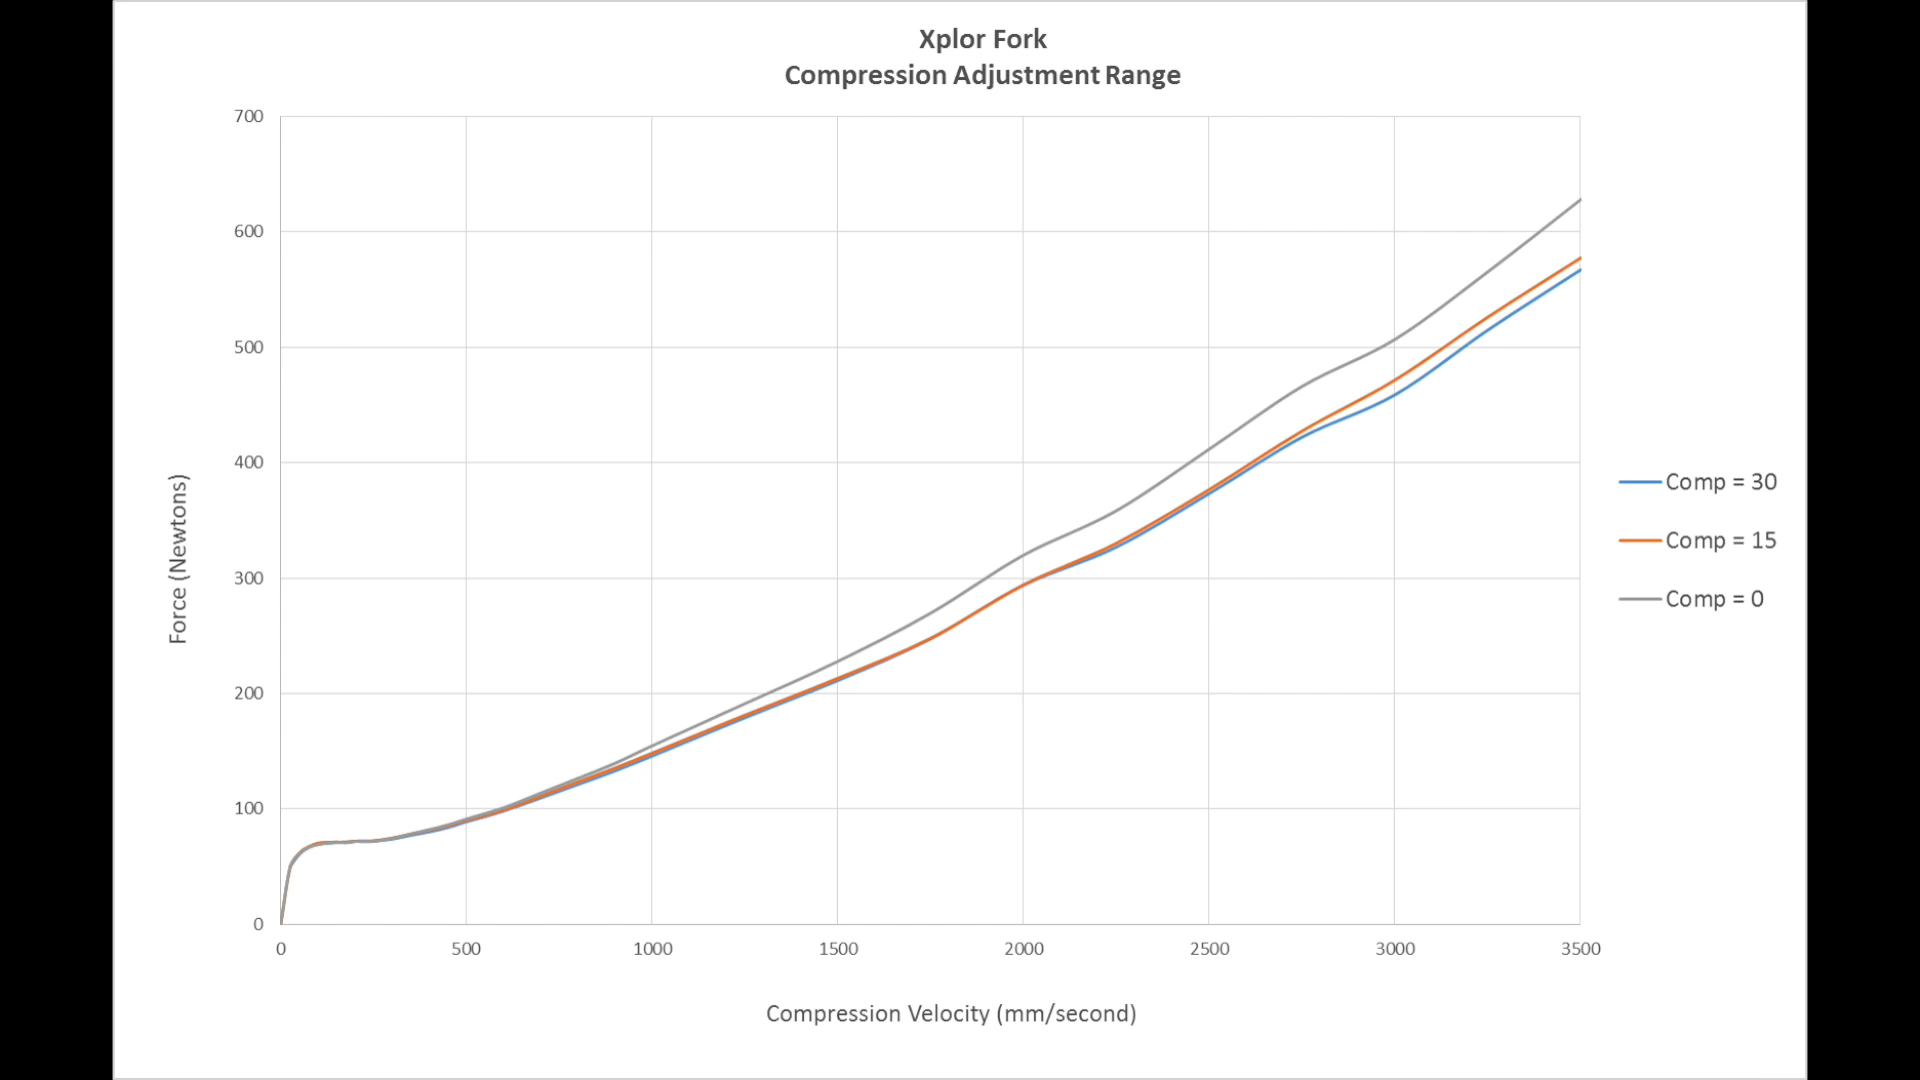 Xplor Fork
Compression Adjustment Range
700
600
500
400
300
200
100
0
Force (Newtons)
0 500 1000 1500 2000 2500 3000 3500
Compression Velocity (mm/second)
Comp = 30
Comp = 15
Comp = 0